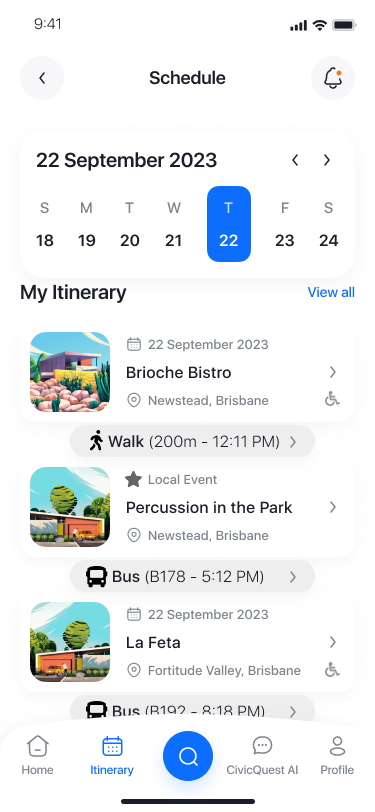 9:41
Schedule
22 September 2023
S M T W T F S
18 19 20 21 22 23 24
My Itinerary View all
22 September 2023
Brioche Bistro
Newstead, Brisbane
Walk (200m - 12:11 PM)
Local Event
Percussion in the Park
Newstead, Brisbane
Bus (B178 - 5:12 PM)
22 September 2023
La Feta
Fortitude Valley, Brisbane
Bus (B192 - 8:18 PM)
Home Itinerary CivicQuest AI Profile